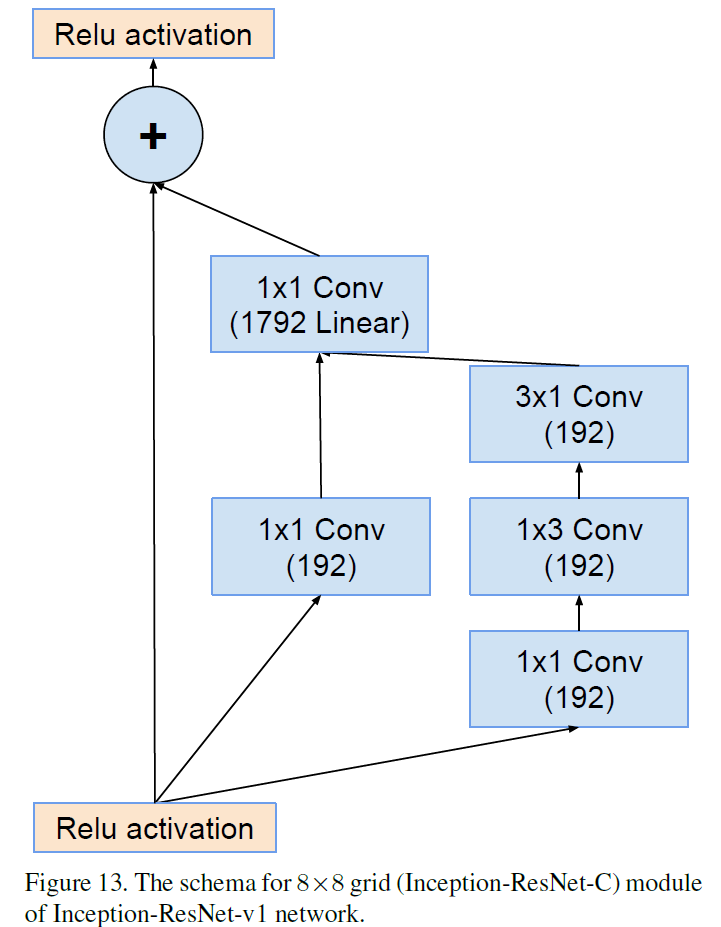 Relu activation
+
1x1 Conv
(1792 Linear)
3x1 Conv
(192)
1x1 Conv
(192)
1x3 Conv
(192)
1x1 Conv
(192)
Relu activation
Figure 13. The schema for 8×8 grid (Inception-ResNet-C) module
of Inception-ResNet-v1 network.